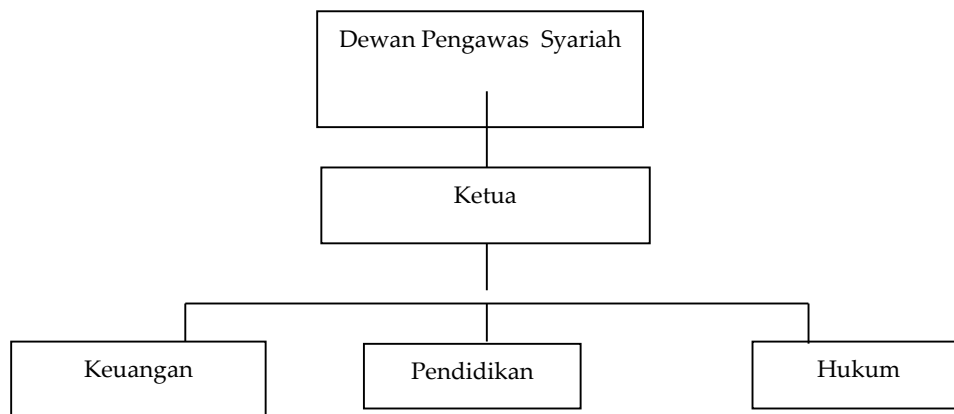 Dewan Pengawas  Syariah
Ketua
Keuangan
Pendidikan
Hukum